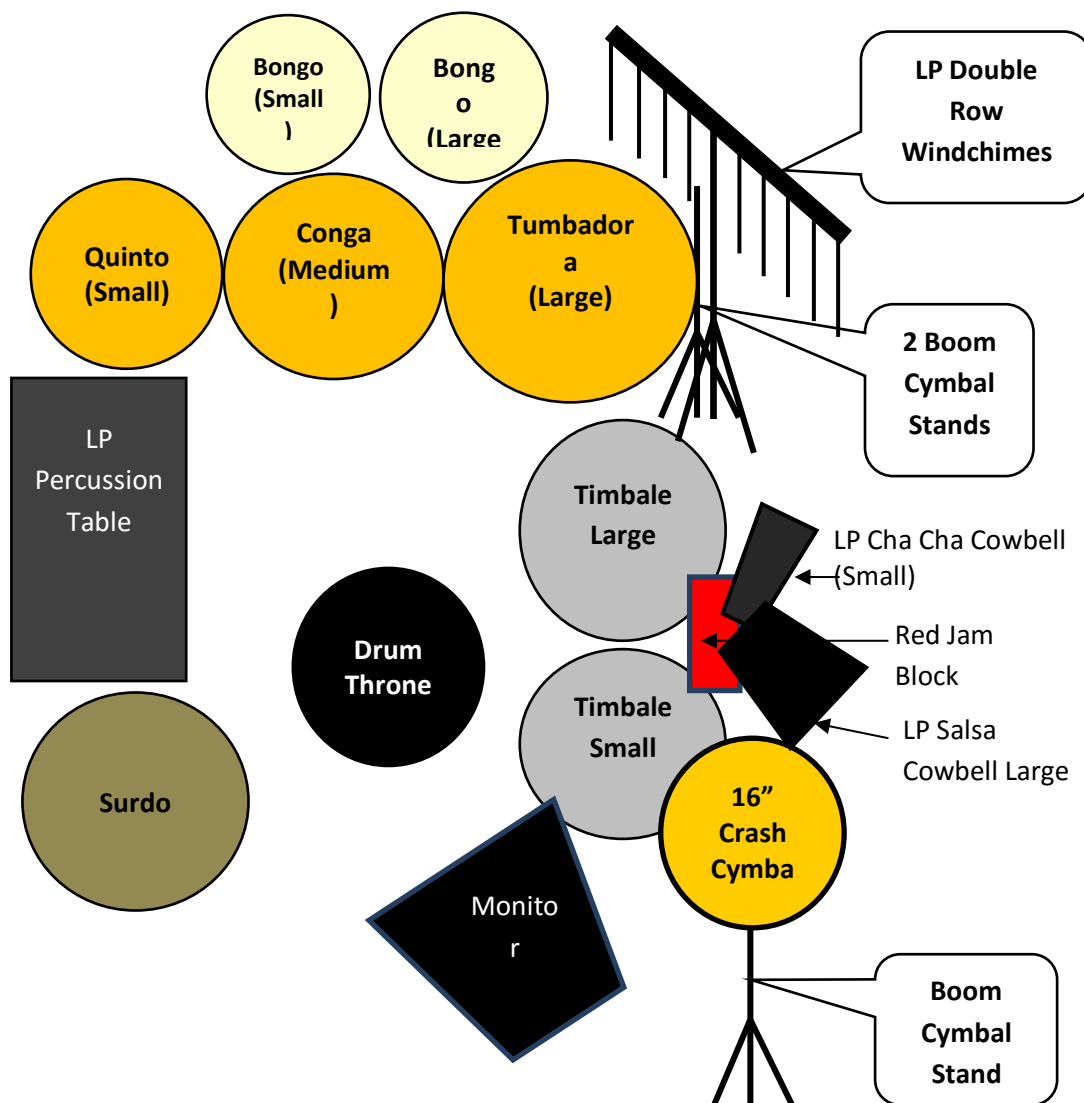 Bongo
(Small
)
Bong
o
(Large
LP Double
Row
Windchimes
Quinto
(Small)
Conga
(Medium
)
Tumbador
a
(Large)
2 Boom
Cymbal
Stands
LP
Percussion
Table
Timbale
Large
LP Cha Cha Cowbell
(Small)
Red Jam
Block
Drum
Throne
Timbale
Small
LP Salsa
Cowbell Large
Surdo
16”
Crash
Cymba
Monito
r
Boom
Cymbal
Stand